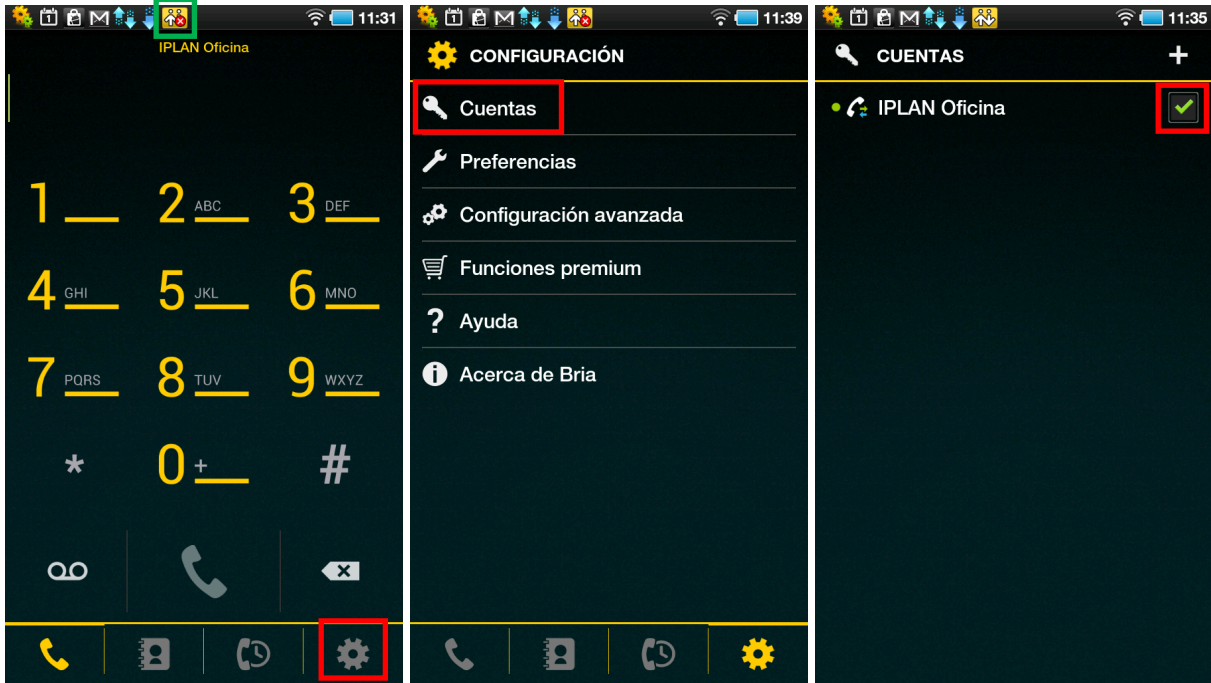 11:31
IPLAN Oficina
1
2 ABC
3 DEF
4 GHI
5 JKL
6 MNO
7 PQRS
8 TUV
9 WXYZ
*
0 +
#
11:39
CONFIGURACIÓN
Cuentas
Preferencias
Configuración avanzada
Funciones premium
? Ayuda
i Acerca de Bria
11:35
CUENTAS +
IPLAN Oficina